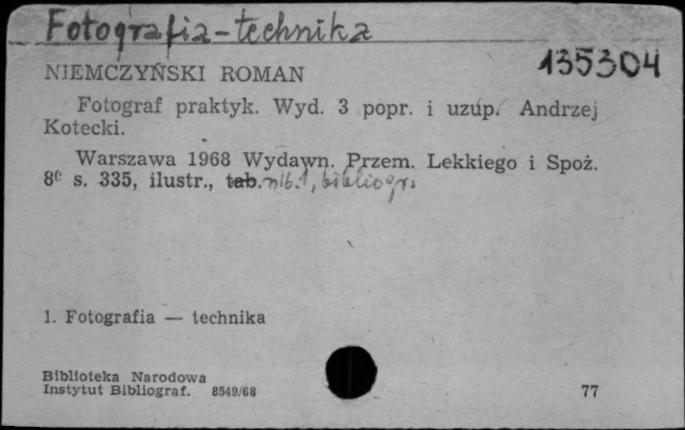 Fotografia - technika
135304
NIEMCZYŃSKI ROMAN
Fotograf praktyk. Wyd. 3 popr. i uzup. Andrzej
Kotecki.
Warszawa 1968 Wydawn. Przem. Lekkiego i Spoż.
8° s. 335, ilustr., tab. nlb. 1, bibliogr.
1. Fotografia — technika
Biblioteka Narodowa
Instytut Bibliograf. 8549/68
77